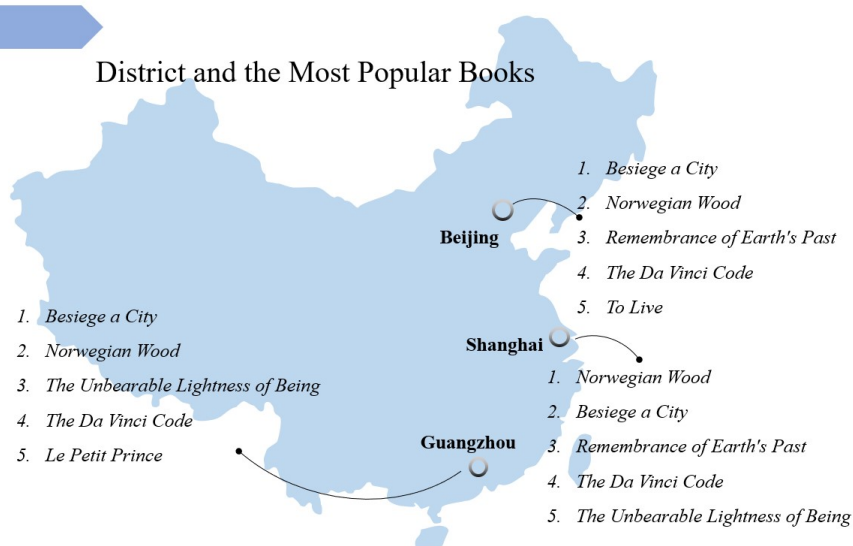 District and the Most Popular Books
1. Besiege a City
2. Norwegian Wood
3. Remembrance of Earth's Past
4. The Da Vinci Code
5. To Live
Beijing
1. Besiege a City
2. Norwegian Wood
3. The Unbearable Lightness of Being
4. The Da Vinci Code
5. Le Petit Prince
Shanghai
1. Norwegian Wood
2. Besiege a City
3. Remembrance of Earth's Past
4. The Da Vinci Code
5. The Unbearable Lightness of Being
Guangzhou